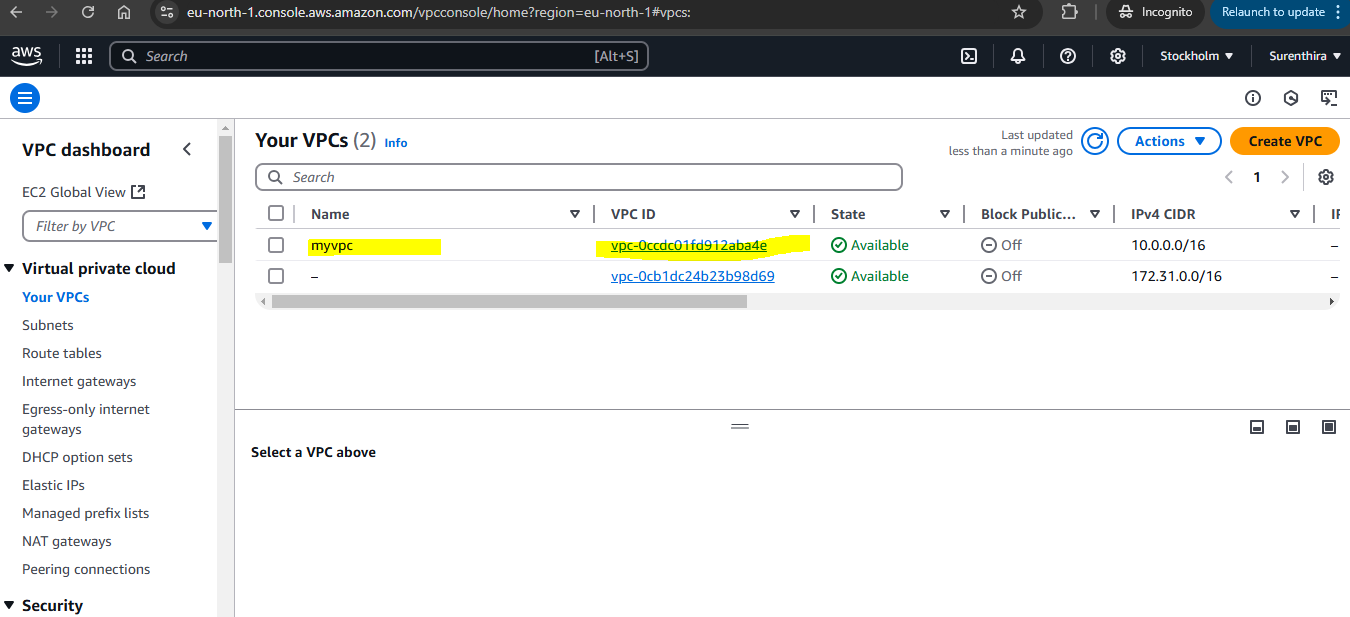 eu-north-1.console.aws.amazon.com/vpcconsole/home?region=eu-north-1#vpcs:
Incognito
Relaunch to update
aws
Search
[Alt+S]
Stockholm
Surenthira
VPC dashboard
EC2 Global View
Filter by VPC
Virtual private cloud
Your VPCs
Subnets
Route tables
Internet gateways
Egress-only internet
gateways
DHCP option sets
Elastic IPs
Managed prefix lists
NAT gateways
Peering connections
Security
Your VPCs (2) Info
Last updated
less than a minute ago
Actions
Create VPC
Search
1
Name VPC ID State Block Public... IPv4 CIDR
myvpc vpc-0ccdc01fd912aba4e Available Off 10.0.0.0/16 –
– vpc-0cb1dc24b23b98d69 Available Off 172.31.0.0/16 –
Select a VPC above